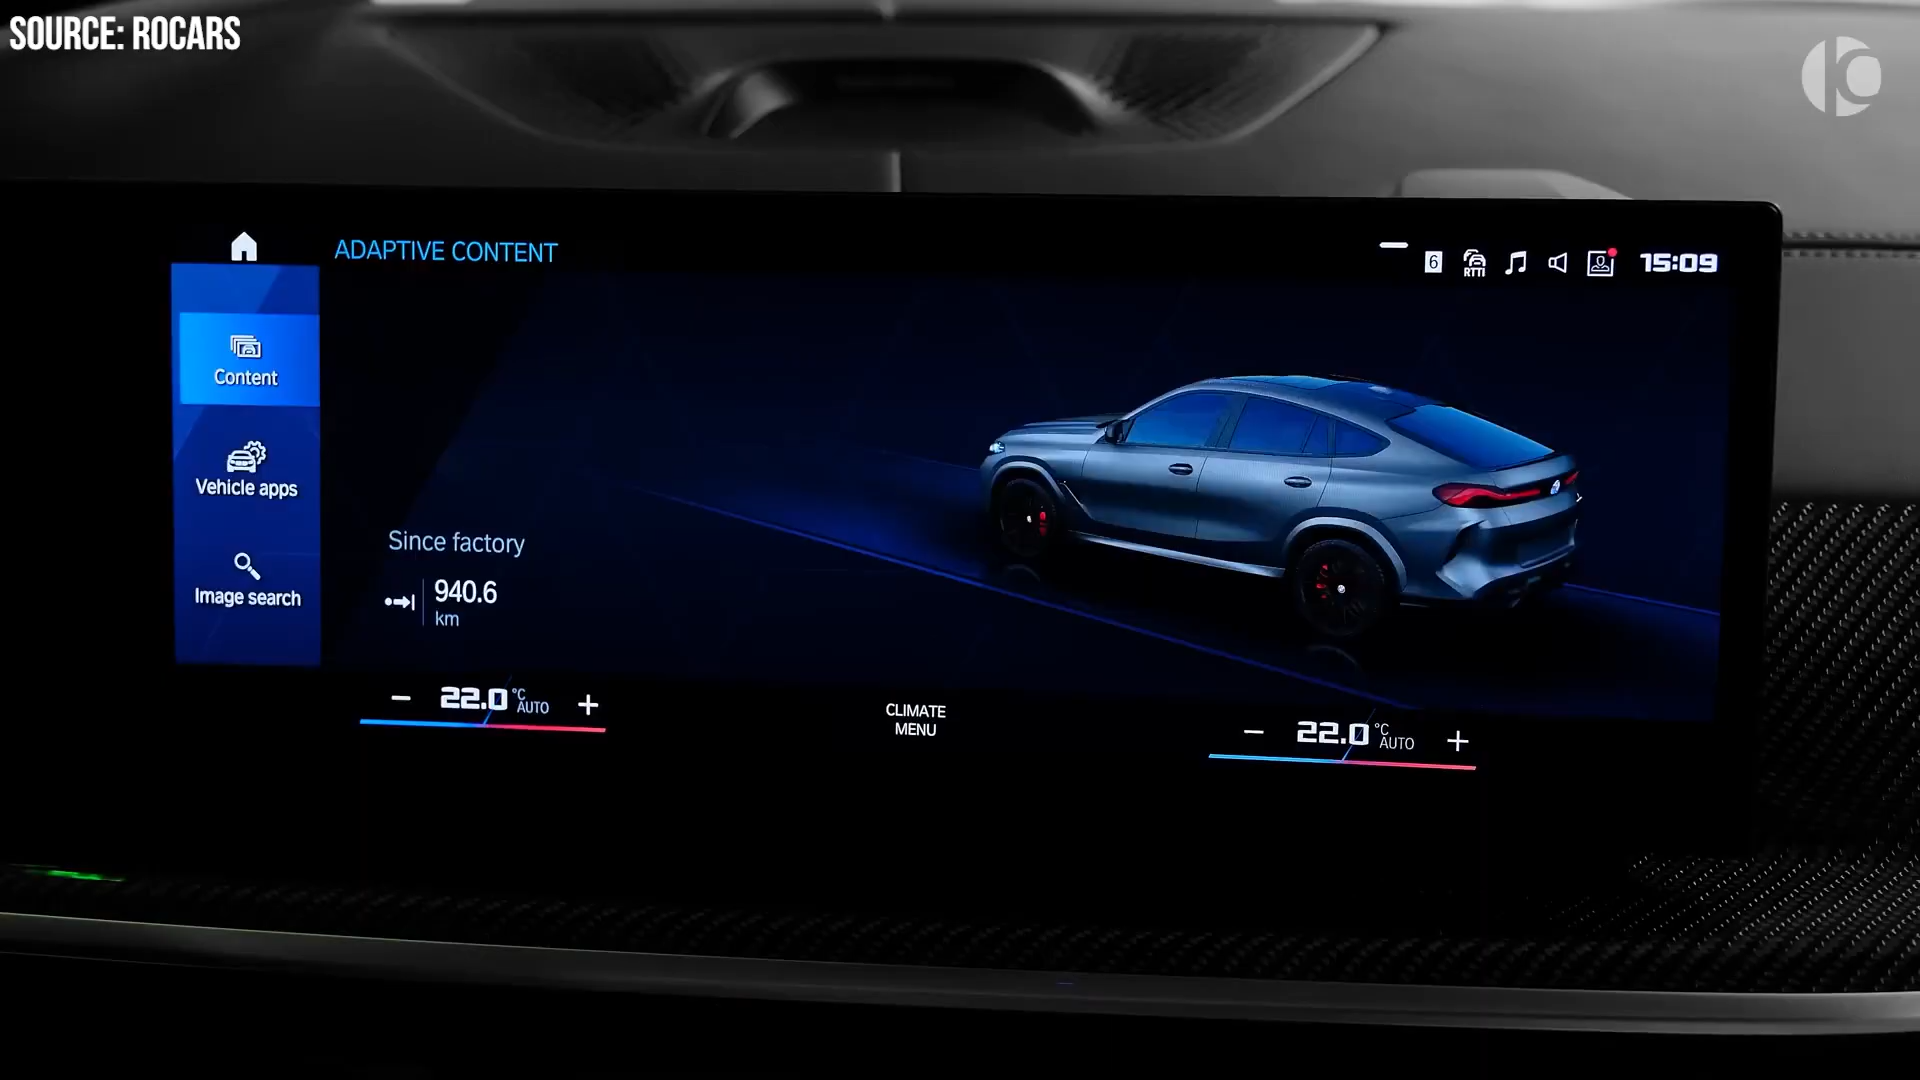 SOURCE: ROCARS
ADAPTIVE CONTENT
6
RTTI
15:09
Content
Vehicle apps
Image search
Since factory
940.6
km
22.0 °C AUTO
CLIMATE
MENU
22.0 °C AUTO